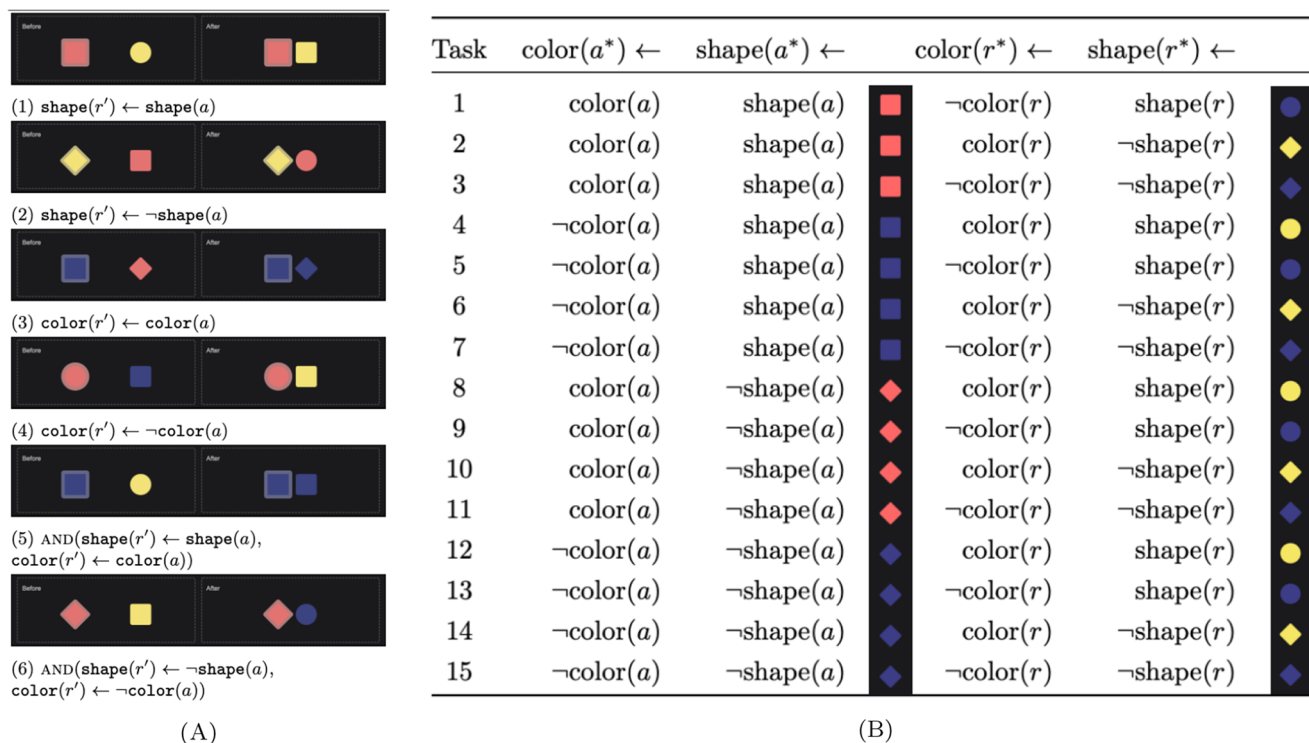 Before After
(1) shape(r′) ← shape(a)
Before After
(2) shape(r′) ← ¬shape(a)
Before After
(3) color(r′) ← color(a)
Before After
(4) color(r′) ← ¬color(a)
Before After
(5) AND(shape(r′) ← shape(a),
color(r′) ← color(a))
Before After
(6) AND(shape(r′) ← ¬shape(a),
color(r′) ← ¬color(a))
(A)
Task color(a*) ← shape(a*) ← color(r*) ← shape(r*) ←
1 color(a) shape(a) ¬color(r) shape(r)
2 color(a) shape(a) color(r) ¬shape(r)
3 color(a) shape(a) ¬color(r) ¬shape(r)
4 ¬color(a) shape(a) color(r) shape(r)
5 ¬color(a) shape(a) ¬color(r) shape(r)
6 ¬color(a) shape(a) color(r) ¬shape(r)
7 ¬color(a) shape(a) ¬color(r) ¬shape(r)
8 color(a) ¬shape(a) color(r) shape(r)
9 color(a) ¬shape(a) ¬color(r) shape(r)
10 color(a) ¬shape(a) color(r) ¬shape(r)
11 color(a) ¬shape(a) ¬color(r) ¬shape(r)
12 ¬color(a) ¬shape(a) color(r) shape(r)
13 ¬color(a) ¬shape(a) ¬color(r) shape(r)
14 ¬color(a) ¬shape(a) color(r) ¬shape(r)
15 ¬color(a) ¬shape(a) ¬color(r) ¬shape(r)
(B)